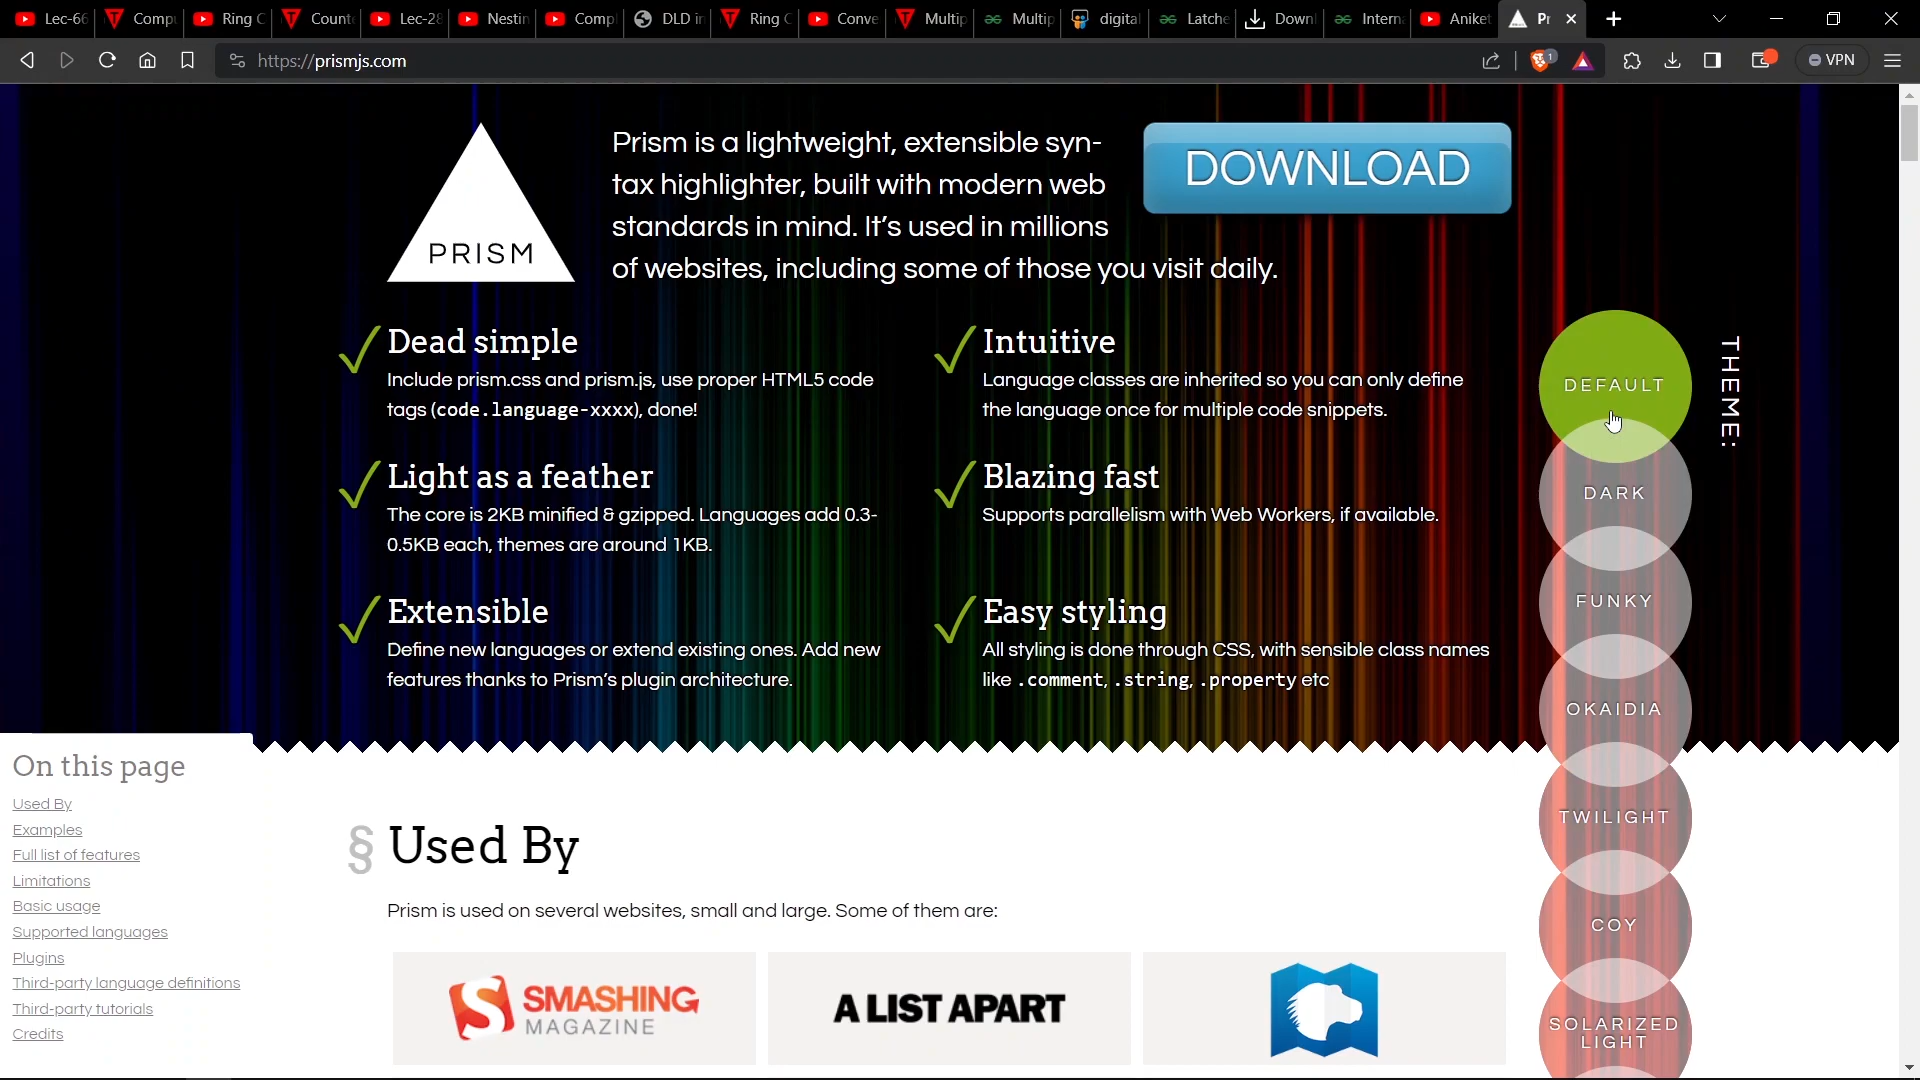 Lec-66
Compu
Ring C
Counte
Lec-28
Nestin
Compl
DLD in
Ring C
Conve
Multip
Multip
digital
Latche
Downl
Interna
Aniket
Pr
https://prismjs.com
1
VPN
PRISM
Prism is a lightweight, extensible syn-
tax highlighter, built with modern web
standards in mind. It’s used in millions
of websites, including some of those you visit daily.
DOWNLOAD
Dead simple
Include prism.css and prism.js, use proper HTML5 code
tags (code.language-xxxx), done!
Intuitive
Language classes are inherited so you can only define
the language once for multiple code snippets.
Light as a feather
The core is 2KB minified & gzipped. Languages add 0.3-
0.5KB each, themes are around 1KB.
Blazing fast
Supports parallelism with Web Workers, if available.
Extensible
Define new languages or extend existing ones. Add new
features thanks to Prism’s plugin architecture.
Easy styling
All styling is done through CSS, with sensible class names
like .comment, .string, .property etc
THEME:
DEFAULT
DARK
FUNKY
OKAIDIA
TWILIGHT
COY
SOLARIZED
LIGHT
On this page
Used By
Examples
Full list of features
Limitations
Basic usage
Supported languages
Plugins
Third-party language definitions
Third-party tutorials
Credits
§ Used By
Prism is used on several websites, small and large. Some of them are:
SMASHING
MAGAZINE
A LIST APART